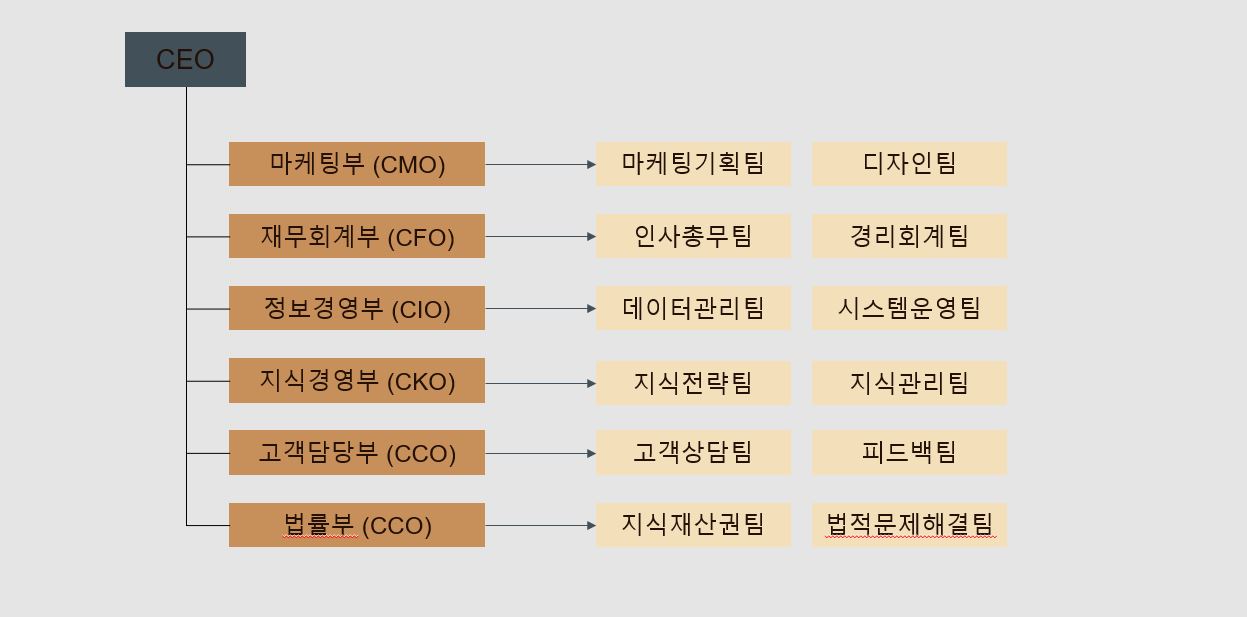 CEO
마케팅부 (CMO)
마케팅기획팀
디자인팀
재무회계부 (CFO)
인사총무팀
경리회계팀
정보경영부 (CIO)
데이터관리팀
시스템운영팀
지식경영부 (CKO)
지식전략팀
지식관리팀
고객담당부 (CCO)
고객상담팀
피드백팀
법률부 (CCO)
지식재산권팀
법적문제해결팀